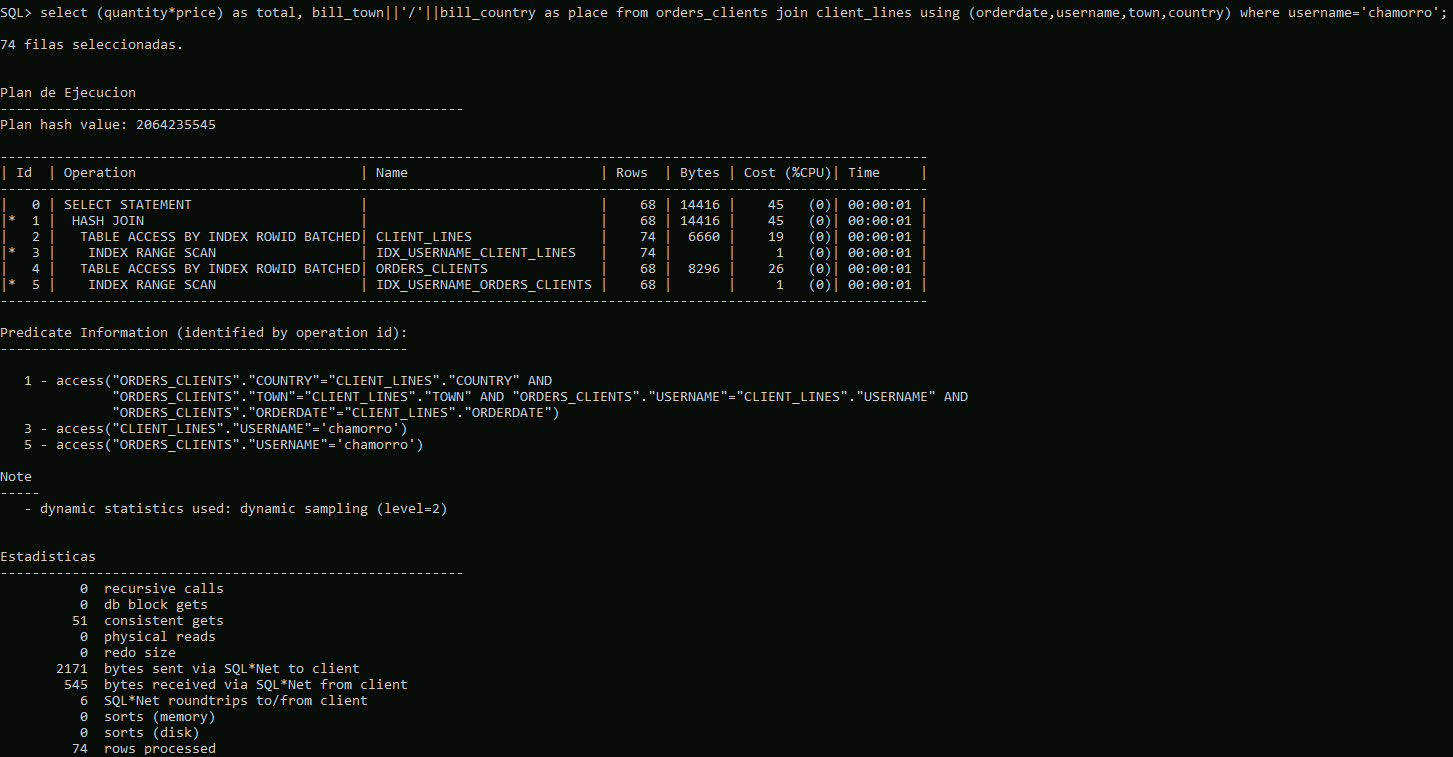 SQL> select (quantity*price) as total, bill_town||'/'||bill_country as place from orders_clients join client_lines using (orderdate,username,town,country) where username='chamorro';
74 filas seleccionadas.
Plan de Ejecucion
----------------------------------------------------------
Plan hash value: 2064235545
--------------------------------------------------------------------------------------------------------------------
| Id  | Operation                            | Name                       | Rows  | Bytes | Cost (%CPU)| Time     |
--------------------------------------------------------------------------------------------------------------------
|   0 | SELECT STATEMENT                     |                            |    68 | 14416 |    45   (0)| 00:00:01 |
|*  1 |  HASH JOIN                           |                            |    68 | 14416 |    45   (0)| 00:00:01 |
|   2 |   TABLE ACCESS BY INDEX ROWID BATCHED| CLIENT_LINES               |    74 |  6660 |    19   (0)| 00:00:01 |
|*  3 |    INDEX RANGE SCAN                  | IDX_USERNAME_CLIENT_LINES  |    74 |       |     1   (0)| 00:00:01 |
|   4 |   TABLE ACCESS BY INDEX ROWID BATCHED| ORDERS_CLIENTS             |    68 |  8296 |    26   (0)| 00:00:01 |
|*  5 |    INDEX RANGE SCAN                  | IDX_USERNAME_ORDERS_CLIENTS |    68 |       |     1   (0)| 00:00:01 |
--------------------------------------------------------------------------------------------------------------------
Predicate Information (identified by operation id):
---------------------------------------------------
   1 - access("ORDERS_CLIENTS"."COUNTRY"="CLIENT_LINES"."COUNTRY" AND
              "ORDERS_CLIENTS"."TOWN"="CLIENT_LINES"."TOWN" AND "ORDERS_CLIENTS"."USERNAME"="CLIENT_LINES"."USERNAME" AND
              "ORDERS_CLIENTS"."ORDERDATE"="CLIENT_LINES"."ORDERDATE")
   3 - access("CLIENT_LINES"."USERNAME"='chamorro')
   5 - access("ORDERS_CLIENTS"."USERNAME"='chamorro')
Note
-----
   - dynamic statistics used: dynamic sampling (level=2)
Estadisticas
----------------------------------------------------------
          0  recursive calls
          0  db block gets
         51  consistent gets
          0  physical reads
          0  redo size
       2171  bytes sent via SQL*Net to client
        545  bytes received via SQL*Net from client
          6  SQL*Net roundtrips to/from client
          0  sorts (memory)
          0  sorts (disk)
         74  rows processed